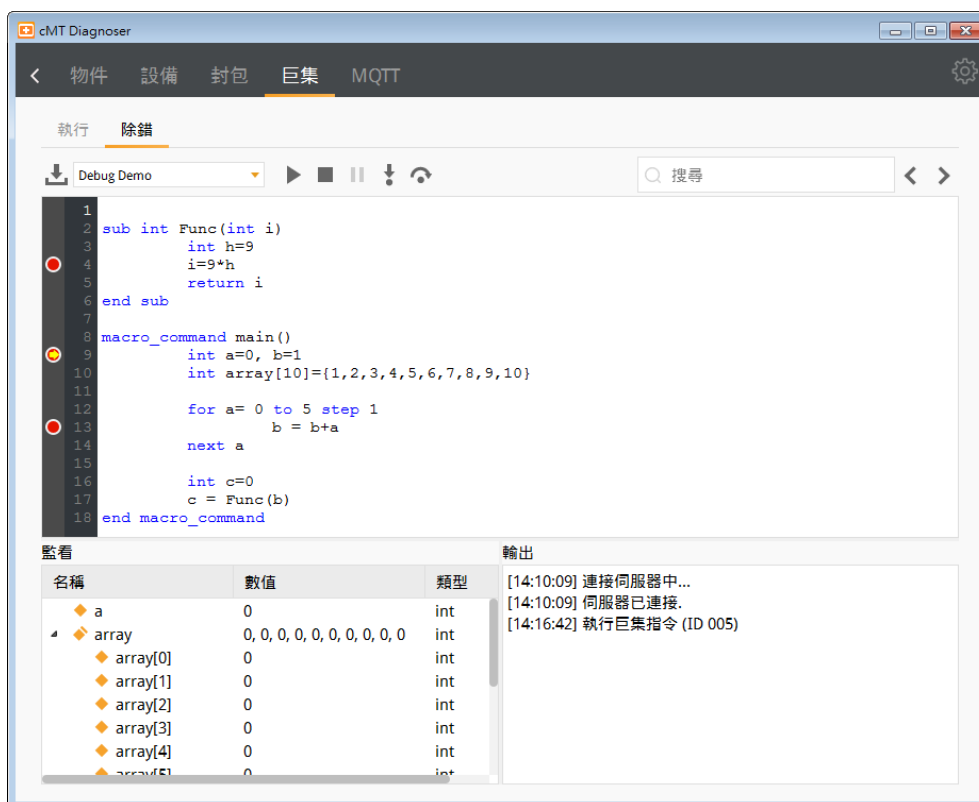 cMT Diagnoser
物件 設備 封包 巨集 MQTT
執行 除錯
Debug Demo 搜尋
1
2 sub int Func(int i)
3 int h=9
4 i=9*h
5 return i
6 end sub
7
8 macro_command main()
9 int a=0, b=1
10 int array[10]={1,2,3,4,5,6,7,8,9,10}
11
12 for a= 0 to 5 step 1
13 b = b+a
14 next a
15
16 int c=0
17 c = Func(b)
18 end macro_command
監看
名稱 數值 類型
a 0 int
array 0, 0, 0, 0, 0, 0, 0, 0, 0, 0 int
array[0] 0 int
array[1] 0 int
array[2] 0 int
array[3] 0 int
array[4] 0 int
array[5] 0 int
輸出
[14:10:09] 連接伺服器中...
[14:10:09] 伺服器已連接.
[14:16:42] 執行巨集指令 (ID 005)